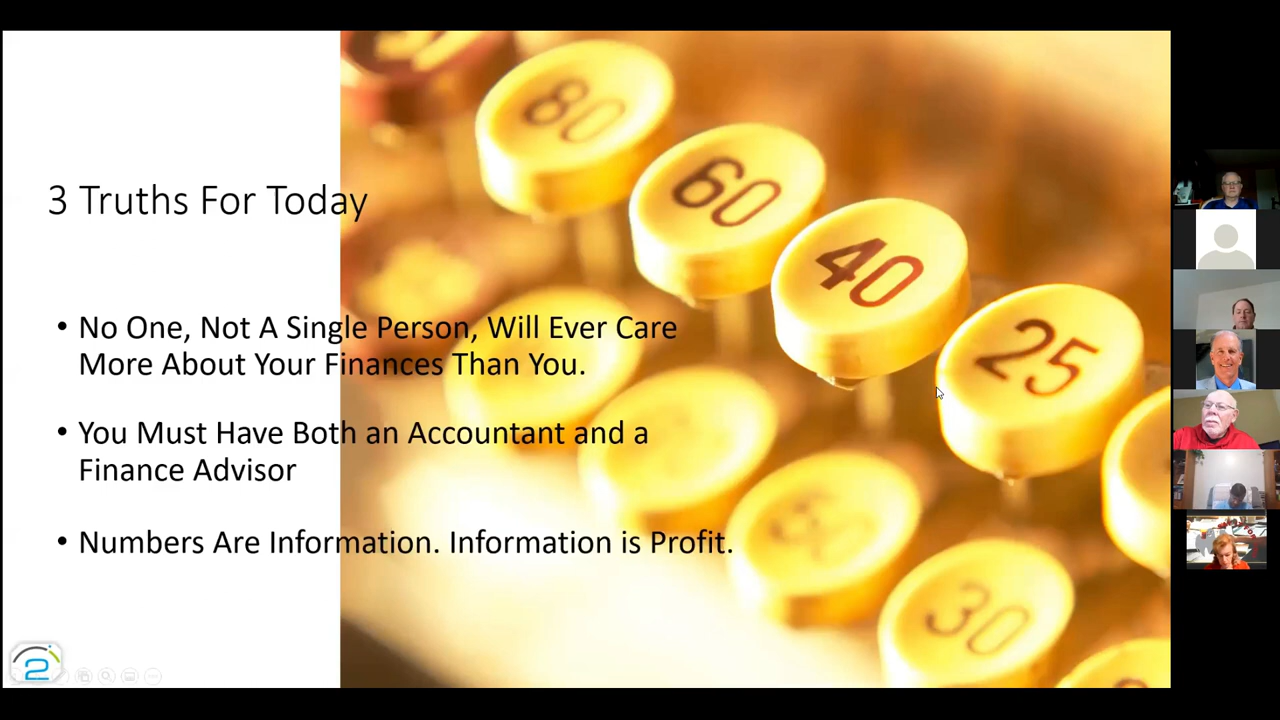 3 Truths For Today
• No One, Not A Single Person, Will Ever Care
More About Your Finances Than You.
• You Must Have Both an Accountant and a
Finance Advisor
• Numbers Are Information. Information is Profit.
80
60
40
25
30
2